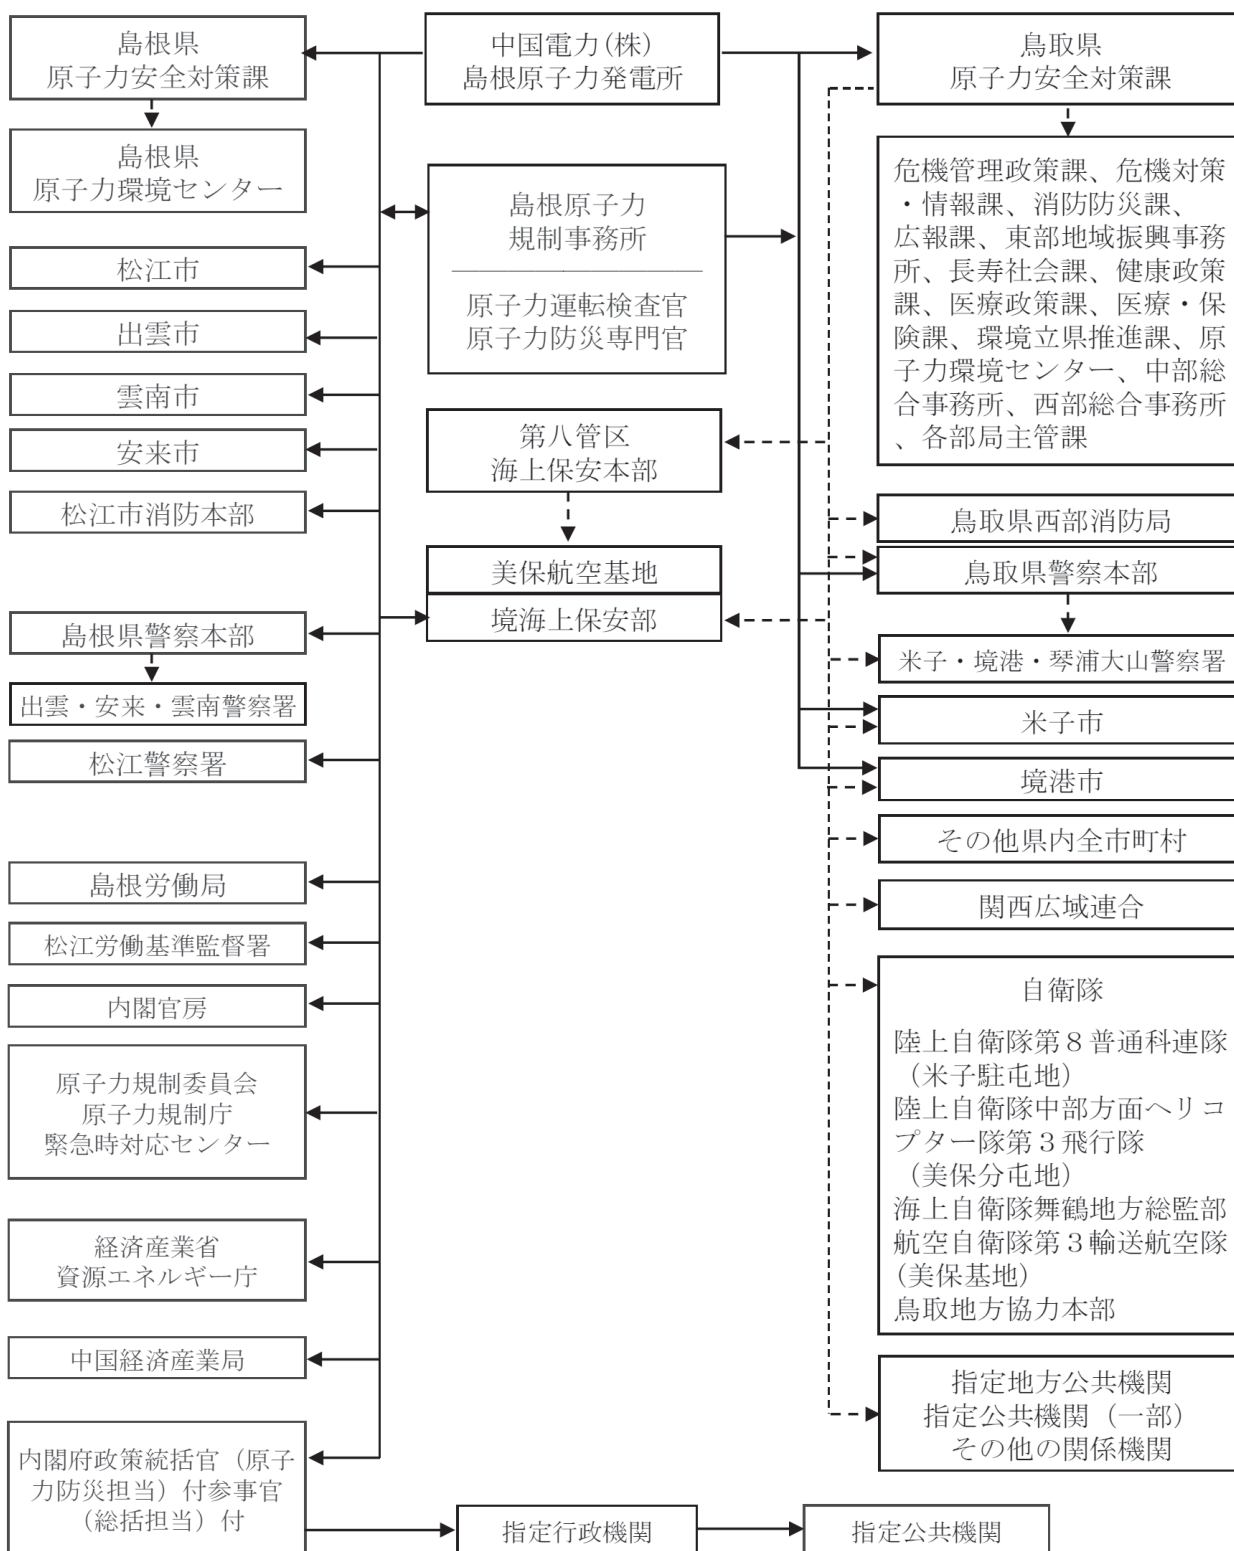 島根県
原子力安全対策課
島根県
原子力環境センター
松江市
出雲市
雲南市
安来市
松江市消防本部
島根県警察本部
出雲・安来・雲南警察署
松江警察署
島根労働局
松江労働基準監督署
内閣官房
原子力規制委員会
原子力規制庁
緊急時対応センター
経済産業省
資源エネルギー庁
中国経済産業局
内閣府政策統括官（原子
力防災担当）付参事官
（総括担当）付
中国電力(株)
島根原子力発電所
島根原子力
規制事務所
原子力運転検査官
原子力防災専門官
第八管区
海上保安本部
美保航空基地
境海上保安部
指定行政機関
指定公共機関
鳥取県
原子力安全対策課
危機管理政策課、危機対策
・情報課、消防防災課、
広報課、東部地域振興事務
所、長寿社会課、健康政策
課、医療政策課、医療・保
険課、環境立県推進課、原
子力環境センター、中部総
合事務所、西部総合事務所
、各部局主管課
鳥取県西部消防局
鳥取県警察本部
米子・境港・琴浦大山警察署
米子市
境港市
その他県内全市町村
関西広域連合
自衛隊
陸上自衛隊第８普通科連隊
（米子駐屯地）
陸上自衛隊中部方面ヘリコ
プター隊第３飛行隊
（美保分屯地）
海上自衛隊舞鶴地方総監部
航空自衛隊第３輸送航空隊
(美保基地)
鳥取地方協力本部
指定地方公共機関
指定公共機関（一部）
その他の関係機関